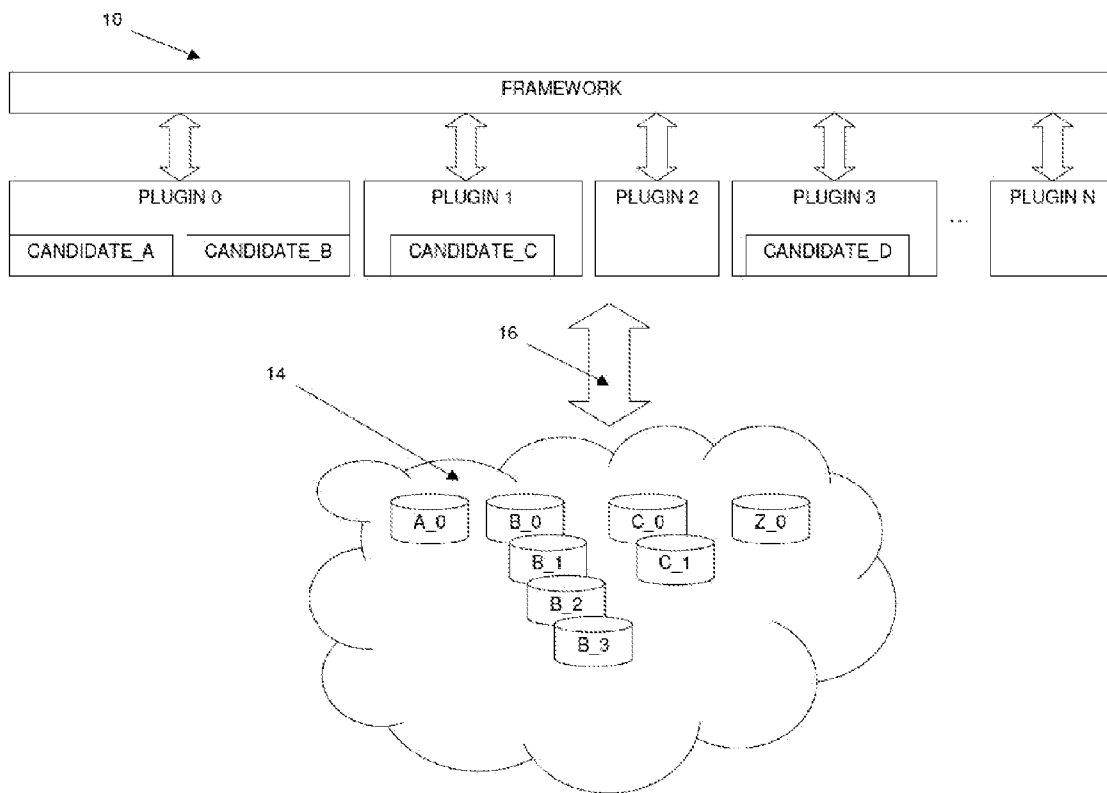 10
FRAMEWORK
PLUGIN 0
PLUGIN 1
PLUGIN 2
PLUGIN 3
...
PLUGIN N
CANDIDATE_A
CANDIDATE_B
CANDIDATE_C
CANDIDATE_D
16
14
A_0
B_0
C_0
Z_0
B_1
C_1
B_2
B_3